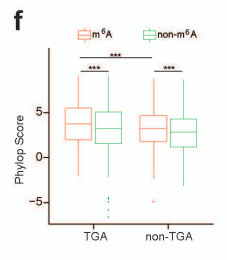 f
m⁶A non-m⁶A
***
*** ***
Phylop Score
5
0
−5
TGA non-TGA